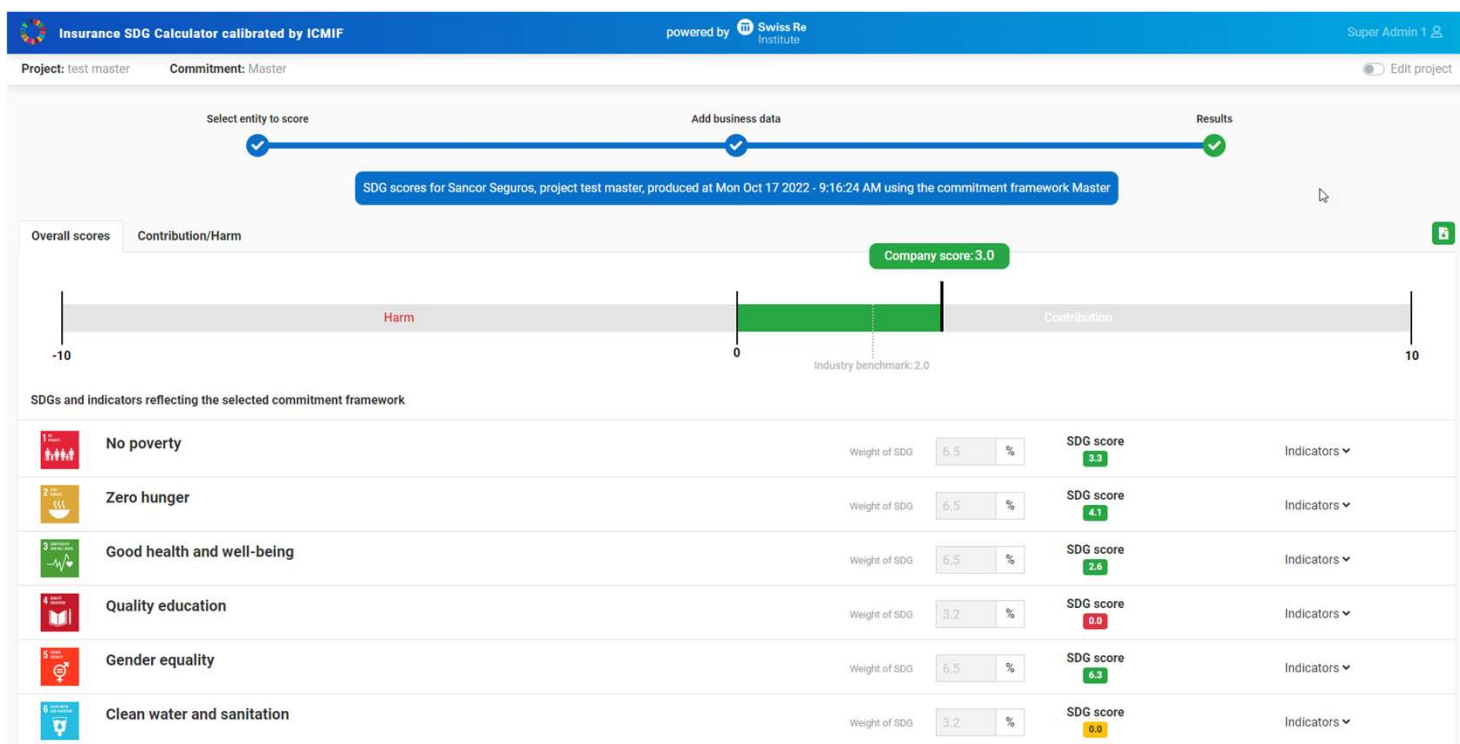 Insurance SDG Calculator calibrated by ICMIF
powered by Swiss Re
Institute
Super Admin 1
Project: test master Commitment: Master
Edit project
Select entity to score
Add business data
Results
SDG scores for Sancor Seguros, project test master, produced at Mon Oct 17 2022 - 9:16:24 AM using the commitment framework Master
Overall scores Contribution/Harm
Company score: 3.0
Harm
Contribution
-10
0
10
Industry benchmark: 2.0
SDGs and indicators reflecting the selected commitment framework
1
No poverty
Weight of SDG 6.5 %
SDG score
3.3
Indicators
2
Zero hunger
Weight of SDG 6.5 %
SDG score
4.1
Indicators
3
Good health and well-being
Weight of SDG 6.5 %
SDG score
2.6
Indicators
4
Quality education
Weight of SDG 3.2 %
SDG score
0.0
Indicators
5
Gender equality
Weight of SDG 6.5 %
SDG score
6.3
Indicators
6
Clean water and sanitation
Weight of SDG 3.2 %
SDG score
0.0
Indicators